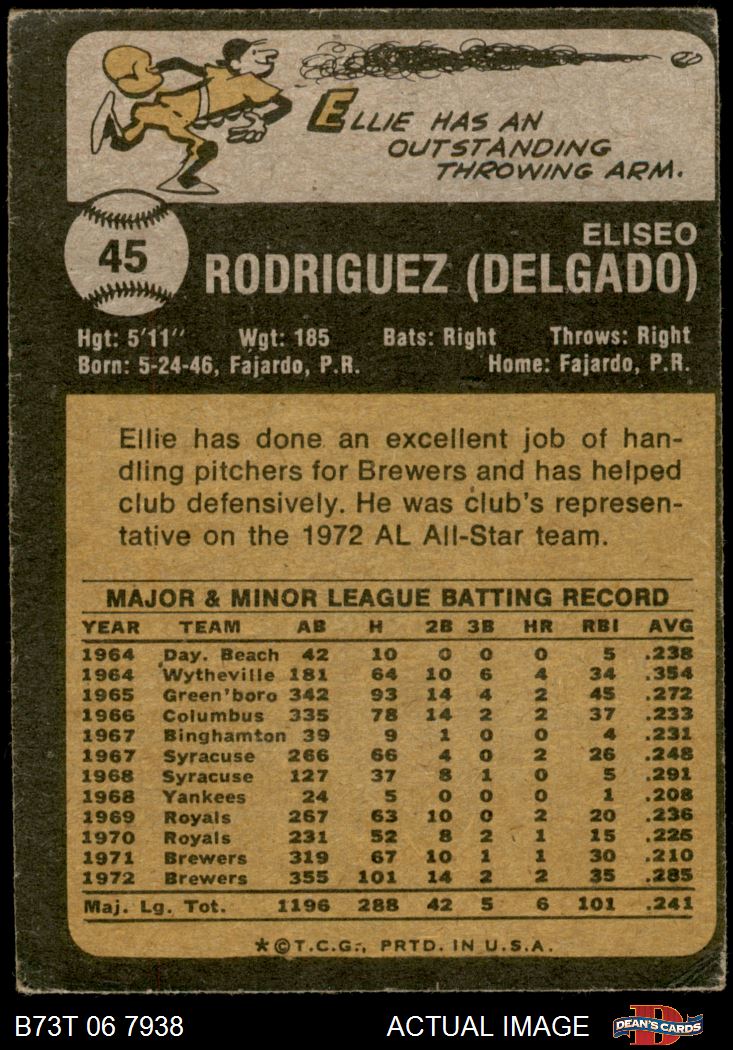 ELLIE HAS AN
OUTSTANDING
THROWING ARM.
45
ELISEO
RODRIGUEZ (DELGADO)
Hgt: 5'11" Wgt: 185 Bats: Right Throws: Right
Born: 5-24-46, Fajardo, P.R. Home: Fajardo, P.R.
Ellie has done an excellent job of han-
dling pitchers for Brewers and has helped
club defensively. He was club's represen-
tative on the 1972 AL All-Star team.
MAJOR & MINOR LEAGUE BATTING RECORD
YEAR TEAM AB H 2B 3B HR RBI AVG
1964 Day. Beach 42 10 0 0 0 5 .238
1964 Wytheville 181 64 10 6 4 34 .354
1965 Green'boro 342 93 14 4 2 45 .272
1966 Columbus 335 78 14 2 2 37 .233
1967 Binghamton 39 9 1 0 0 4 .231
1967 Syracuse 266 66 4 0 2 26 .248
1968 Syracuse 127 37 8 1 0 5 .291
1968 Yankees 24 5 0 0 0 1 .208
1969 Royals 267 63 10 0 2 20 .236
1970 Royals 231 52 8 2 1 15 .225
1971 Brewers 319 67 10 1 1 30 .210
1972 Brewers 355 101 14 2 2 35 .285
Maj. Lg. Tot. 1196 288 42 5 6 101 .241
*©T.C.G., PRTD. IN U.S.A.
B73T 06 7938 ACTUAL IMAGE DEAN'S CARDS